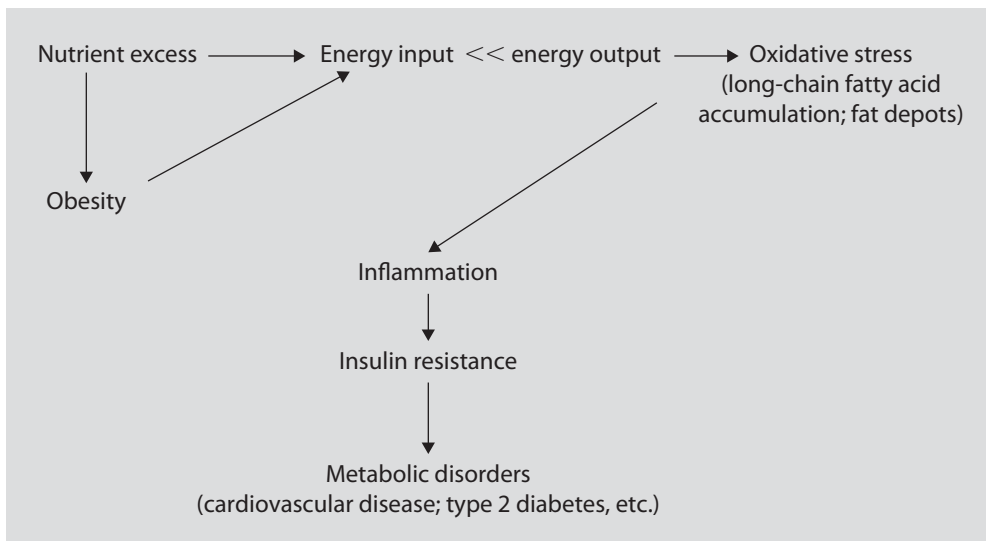 Nutrient excess
Energy input << energy output
Oxidative stress
(long-chain fatty acid
accumulation; fat depots)
Obesity
Inflammation
Insulin resistance
Metabolic disorders
(cardiovascular disease; type 2 diabetes, etc.)